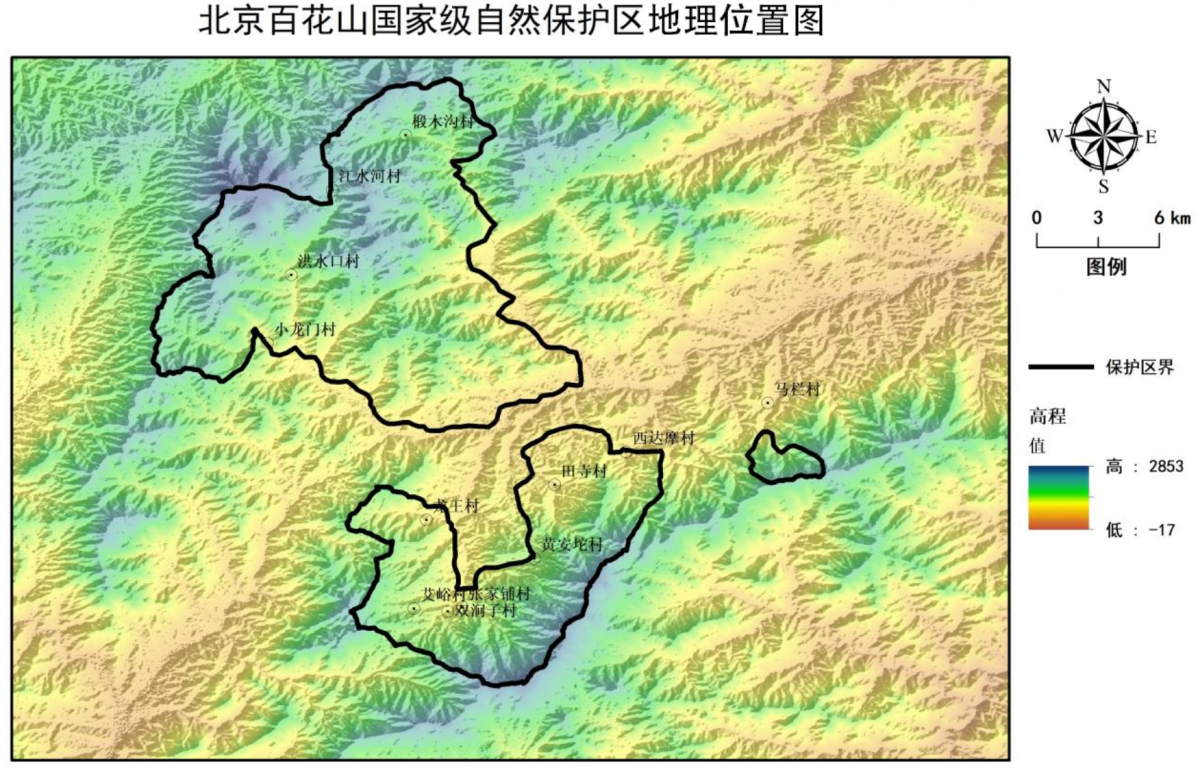 北京百花山国家级自然保护区地理位置图
椴木沟村
江水河村
洪水口村
小龙门村
马栏村
西达摩村
田寺村
龙王村
黄安坨村
艾峪村张家铺村
双涧子村
N
W E
S
0 3 6 km
图例
保护区界
高程
值
高 : 2853
低 : -17